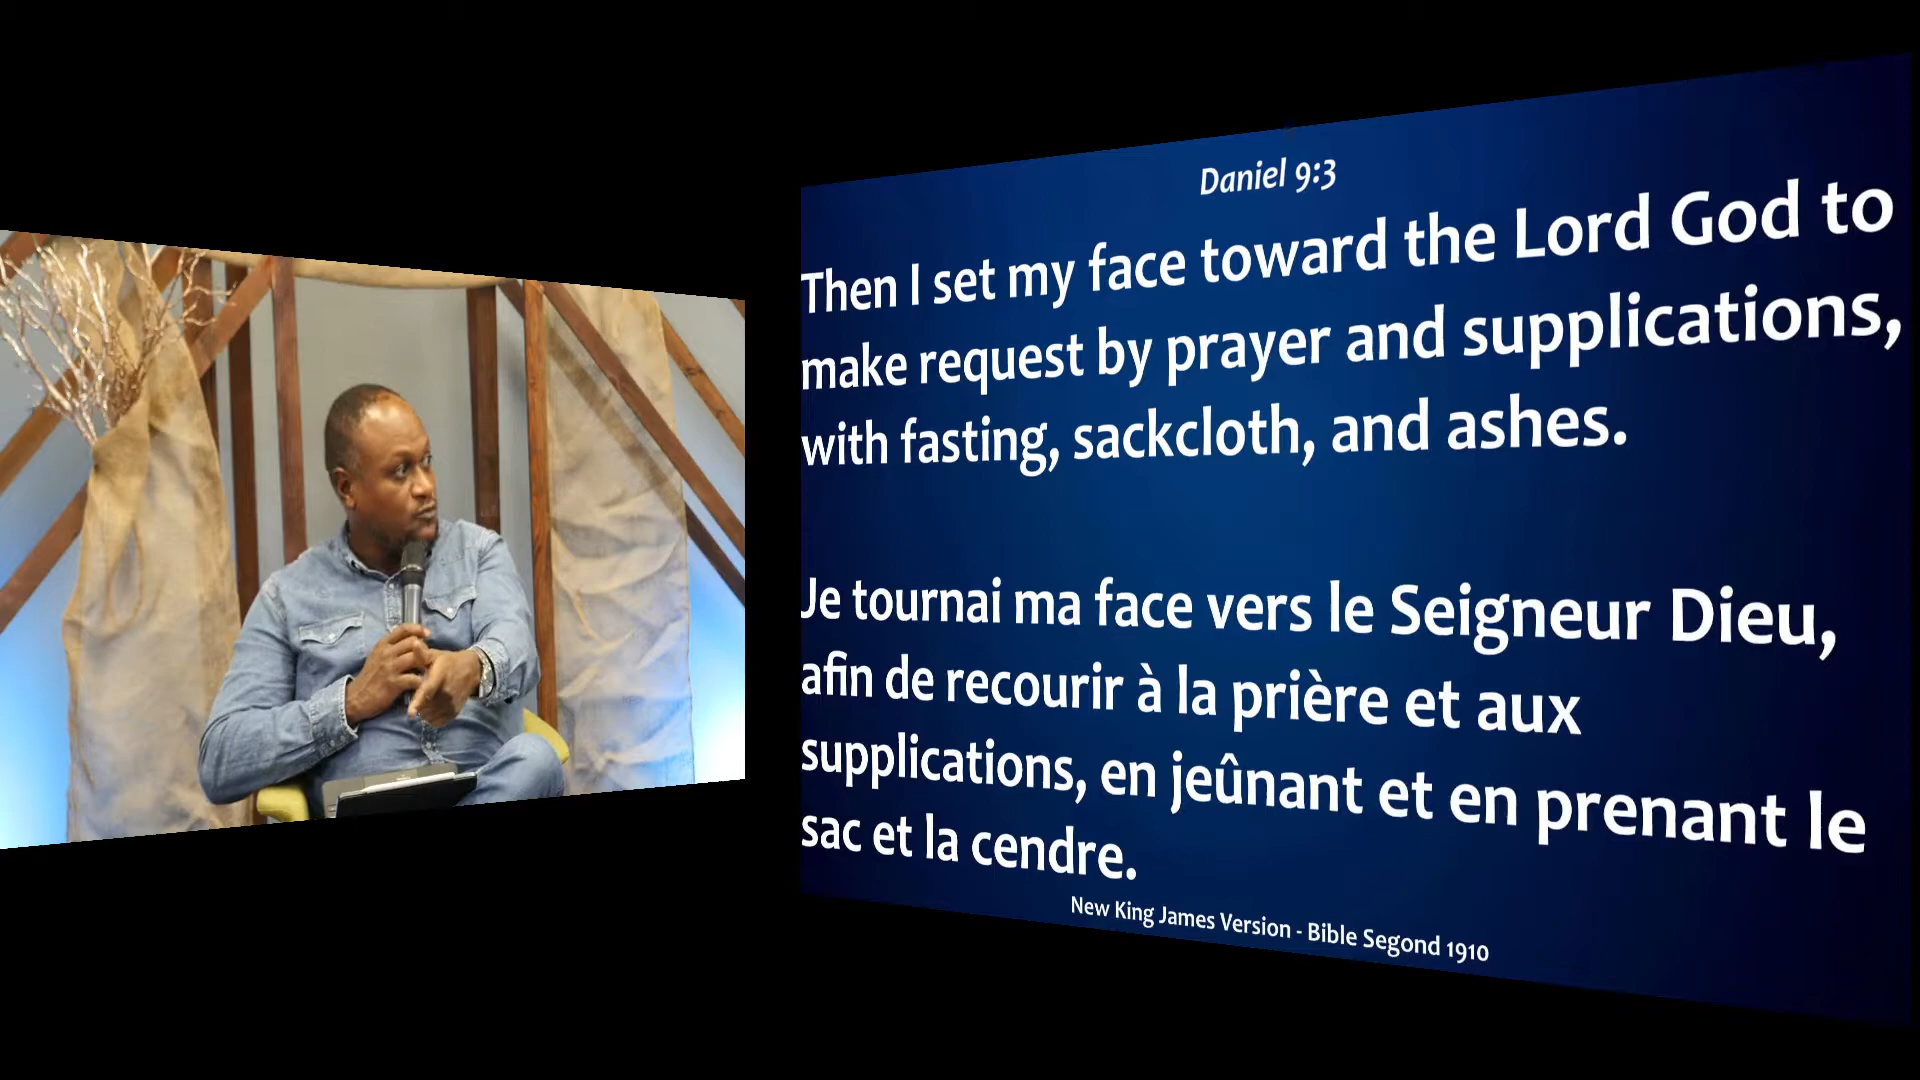 Daniel 9:3
Then I set my face toward the Lord God to
make request by prayer and supplications,
with fasting, sackcloth, and ashes.
Je tournai ma face vers le Seigneur Dieu,
afin de recourir à la prière et aux
supplications, en jeûnant et en prenant le
sac et la cendre.
New King James Version - Bible Segond 1910